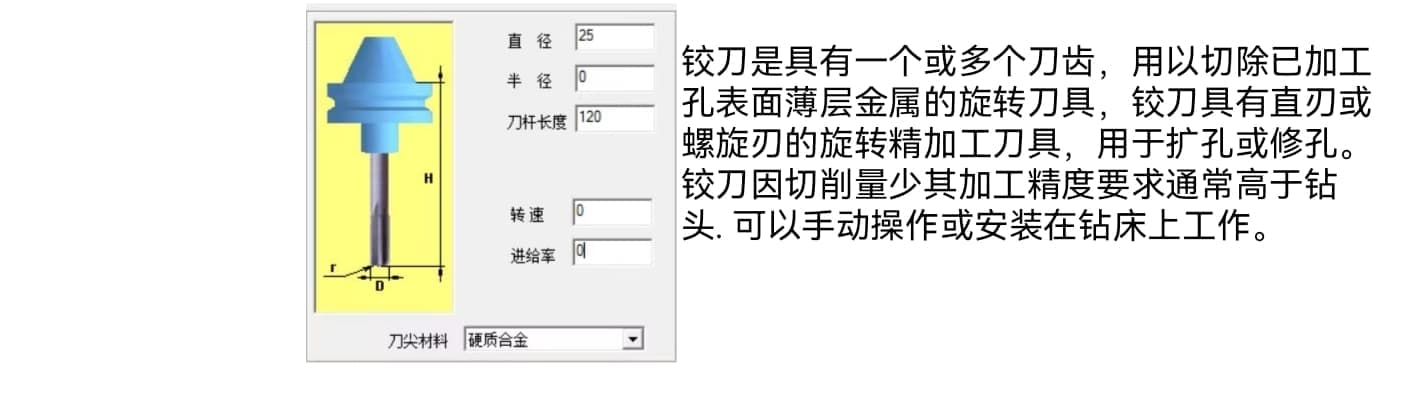 直 径 25
半 径 0
刀杆长度 120
H
转速 0
进给率 0
r
D
刀尖材料 硬质合金
铰刀是具有一个或多个刀齿，用以切除已加工
孔表面薄层金属的旋转刀具，铰刀具有直刃或
螺旋刃的旋转精加工刀具，用于扩孔或修孔。
铰刀因切削量少其加工精度要求通常高于钻
头. 可以手动操作或安装在钻床上工作。